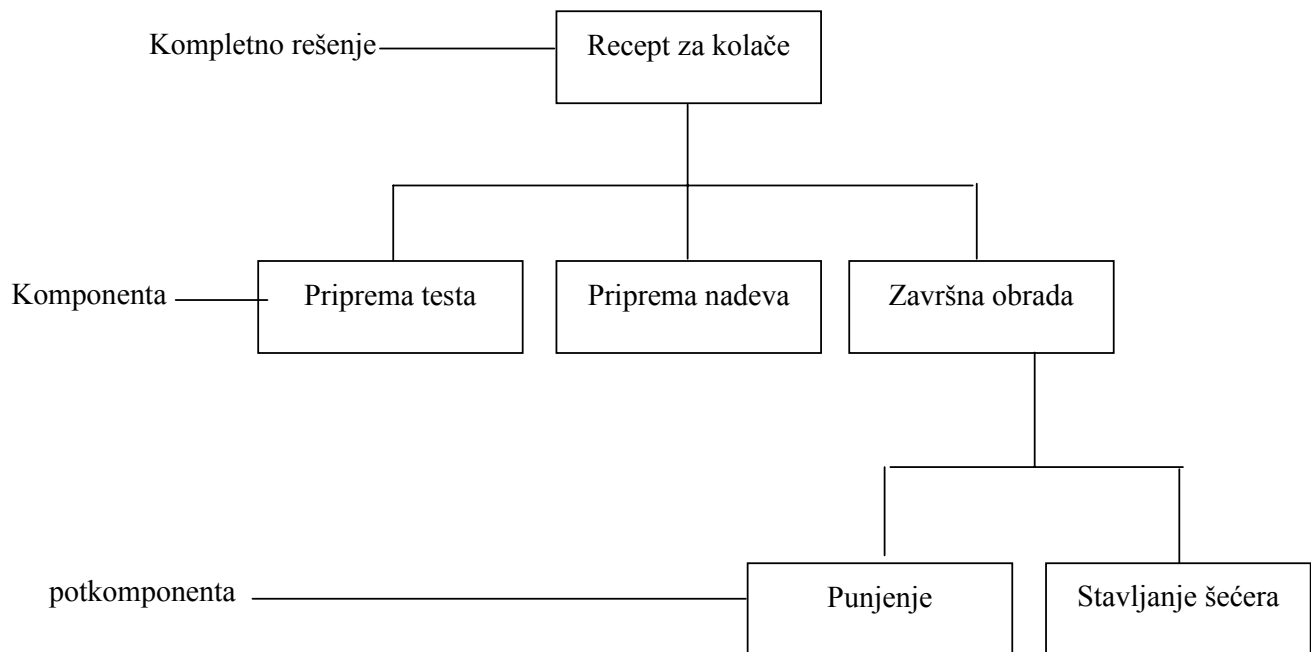 Kompletno rešenje
Recept za kolače
Komponenta
Priprema testa
Priprema nadeva
Završna obrada
potkomponenta
Punjenje
Stavljanje šećera